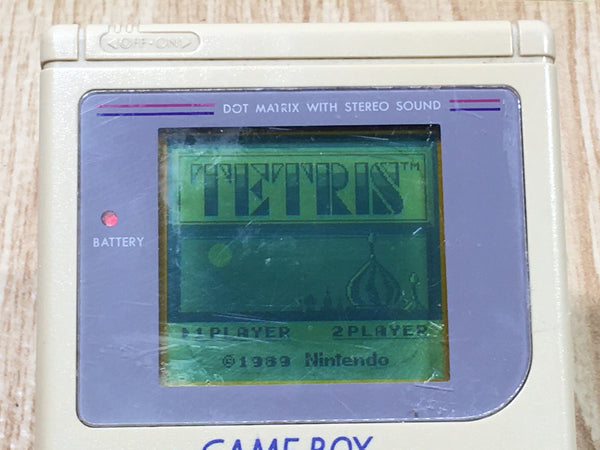 OFF•ON
DOT MATRIX WITH STEREO SOUND
BATTERY
TETRIS™
1PLAYER 2PLAYER
©1989 Nintendo
GAME BOY